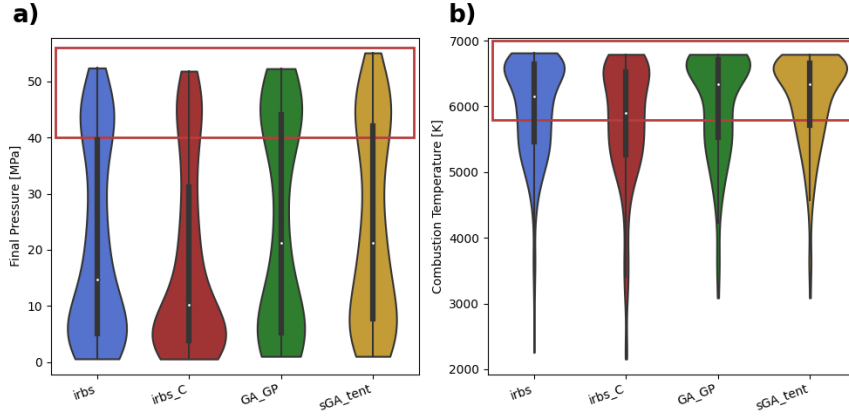 a)
Final Pressure [MPa]
50
40
30
20
10
0
irbs
irbs_C
GA_GP
sGA_tent
b)
Combustion Temperature [K]
7000
6000
5000
4000
3000
2000
irbs
irbs_C
GA_GP
sGA_tent